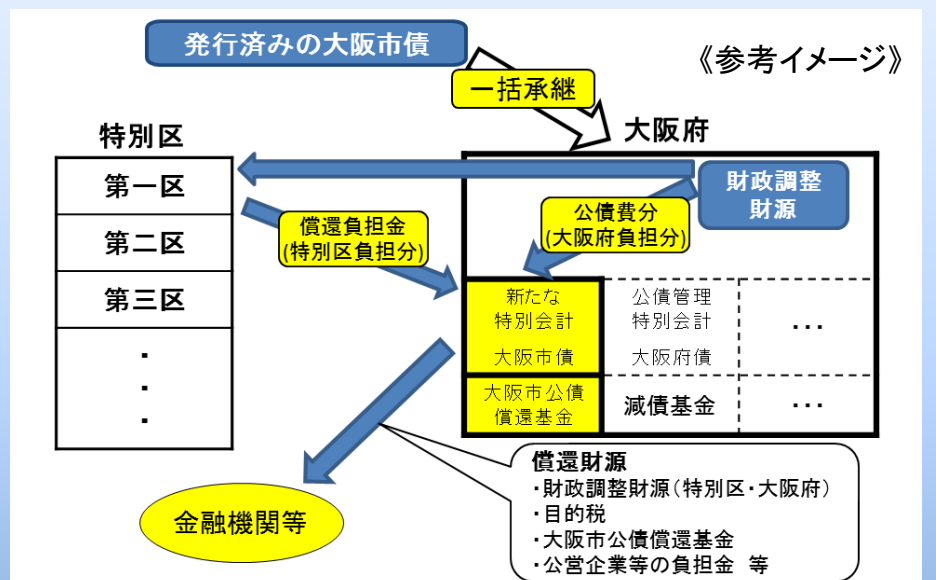 発行済みの大阪市債
《参考イメージ》
一括承継
特別区
大阪府
第一区
第二区
第三区
・
・
・
財政調整
財源
償還負担金
(特別区負担分)
公債費分
(大阪府負担分)
新たな
特別会計
大阪市債
公債管理
特別会計
大阪府債
…
大阪市公債
償還基金
減債基金
…
償還財源
・財政調整財源(特別区・大阪府)
・目的税
・大阪市公債償還基金
・公営企業等の負担金 等
金融機関等